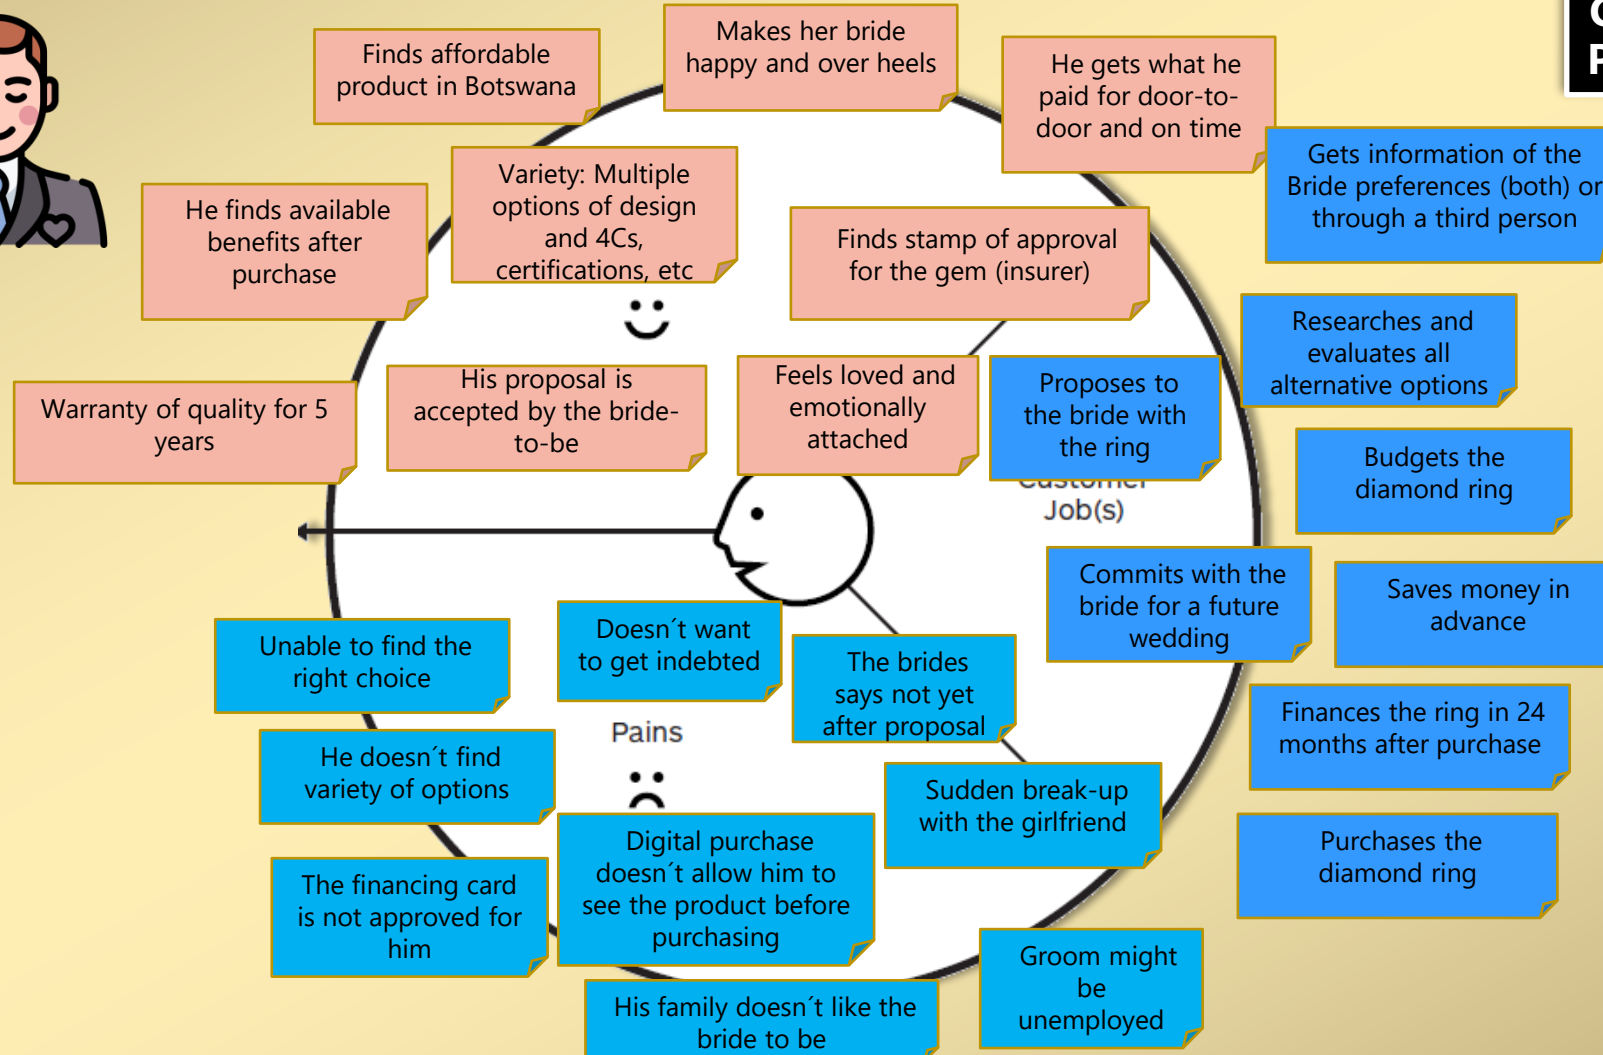 Finds affordable
product in Botswana
Makes her bride
happy and over heels
He gets what he
paid for door-to-
door and on time
Gets information of the
Bride preferences (both) or
through a third person
Variety: Multiple
options of design
and 4Cs,
certifications, etc
He finds available
benefits after
purchase
Finds stamp of approval
for the gem (insurer)
Researches and
evaluates all
alternative options
Warranty of quality for 5
years
His proposal is
accepted by the bride-
to-be
Feels loved and
emotionally
attached
Proposes to
the bride with
the ring
Customer
Job(s)
Budgets the
diamond ring
Commits with the
bride for a future
wedding
Saves money in
advance
Unable to find the
right choice
Doesn´t want
to get indebted
The brides
says not yet
after proposal
Finances the ring in 24
months after purchase
Pains
He doesn´t find
variety of options
Sudden break-up
with the girlfriend
Purchases the
diamond ring
Digital purchase
doesn´t allow him to
see the product before
purchasing
The financing card
is not approved for
him
Groom might
be
unemployed
His family doesn´t like the
bride to be